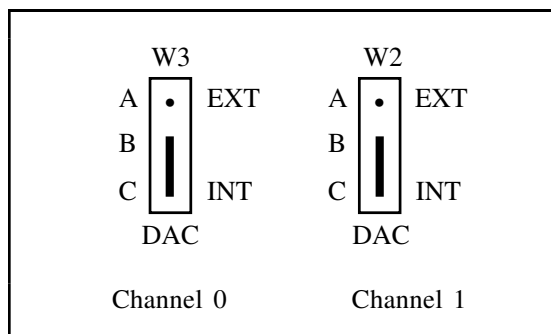 W3 W2
A EXT A EXT
B B
C INT C INT
DAC DAC
Channel 0 Channel 1